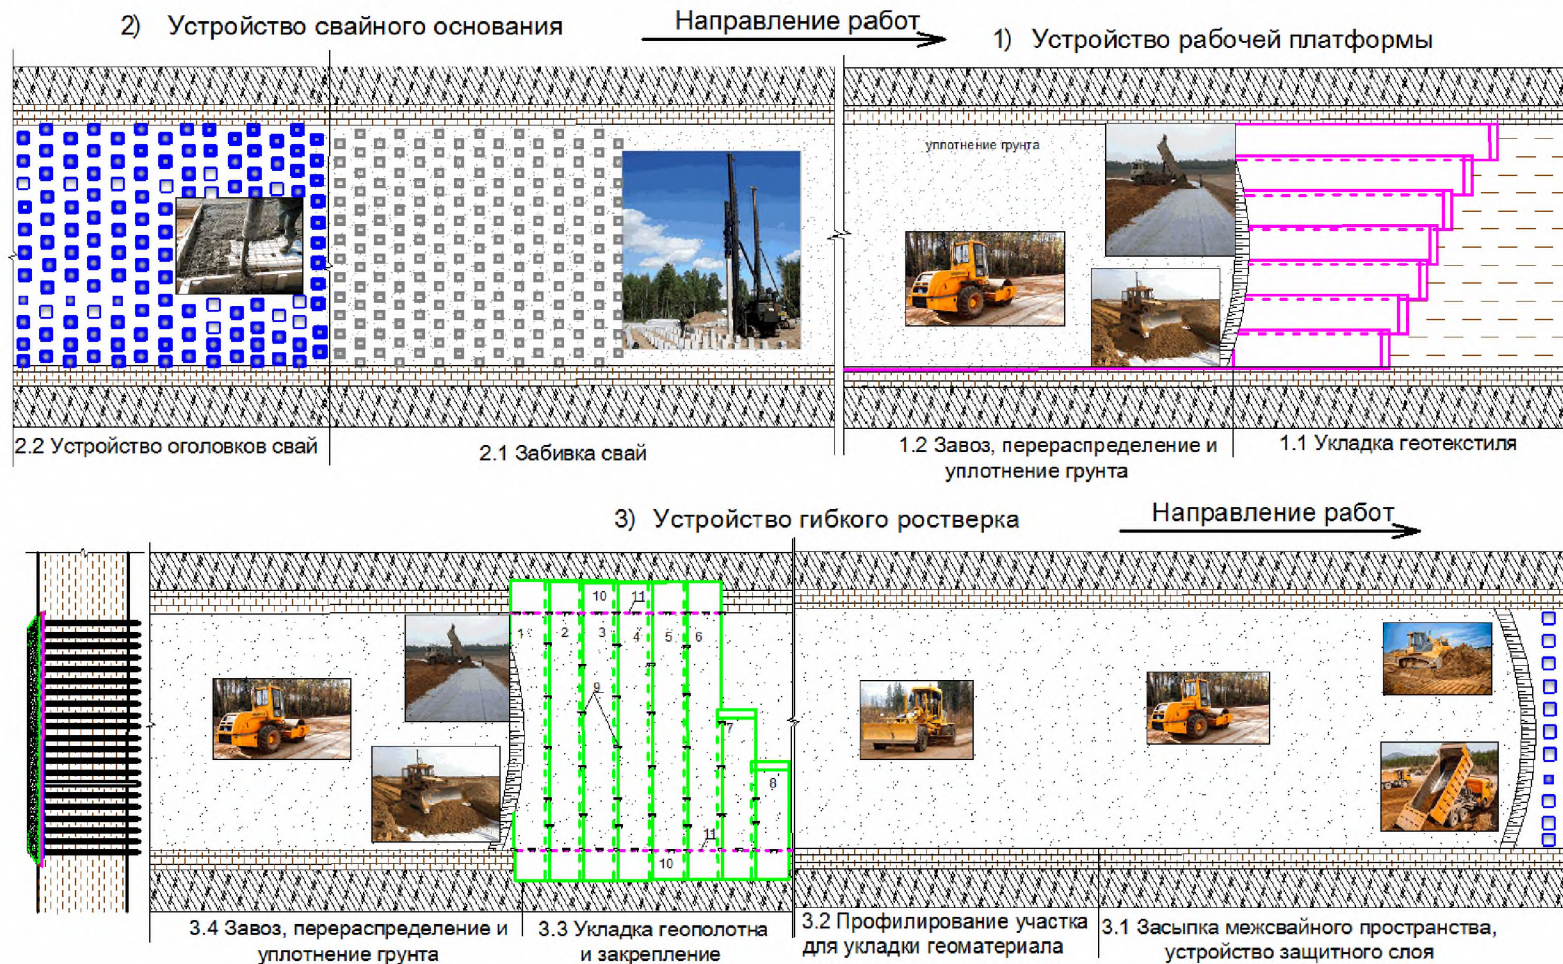 2) Устройство свайного основания
Направление работ
1) Устройство рабочей платформы
уплотнение грунта
2.2 Устройство оголовков свай
2.1 Забивка свай
1.2 Завоз, перераспределение и
уплотнение грунта
1.1 Укладка геотекстиля
3) Устройство гибкого ростверка
Направление работ
10
11
1
2
3
4
5
6
9
7
8
11
10
3.4 Завоз, перераспределение и
уплотнение грунта
3.3 Укладка геополотна
и закрепление
3.2 Профилирование участка
для укладки геоматериала
3.1 Засыпка межсвайного пространства,
устройство защитного слоя